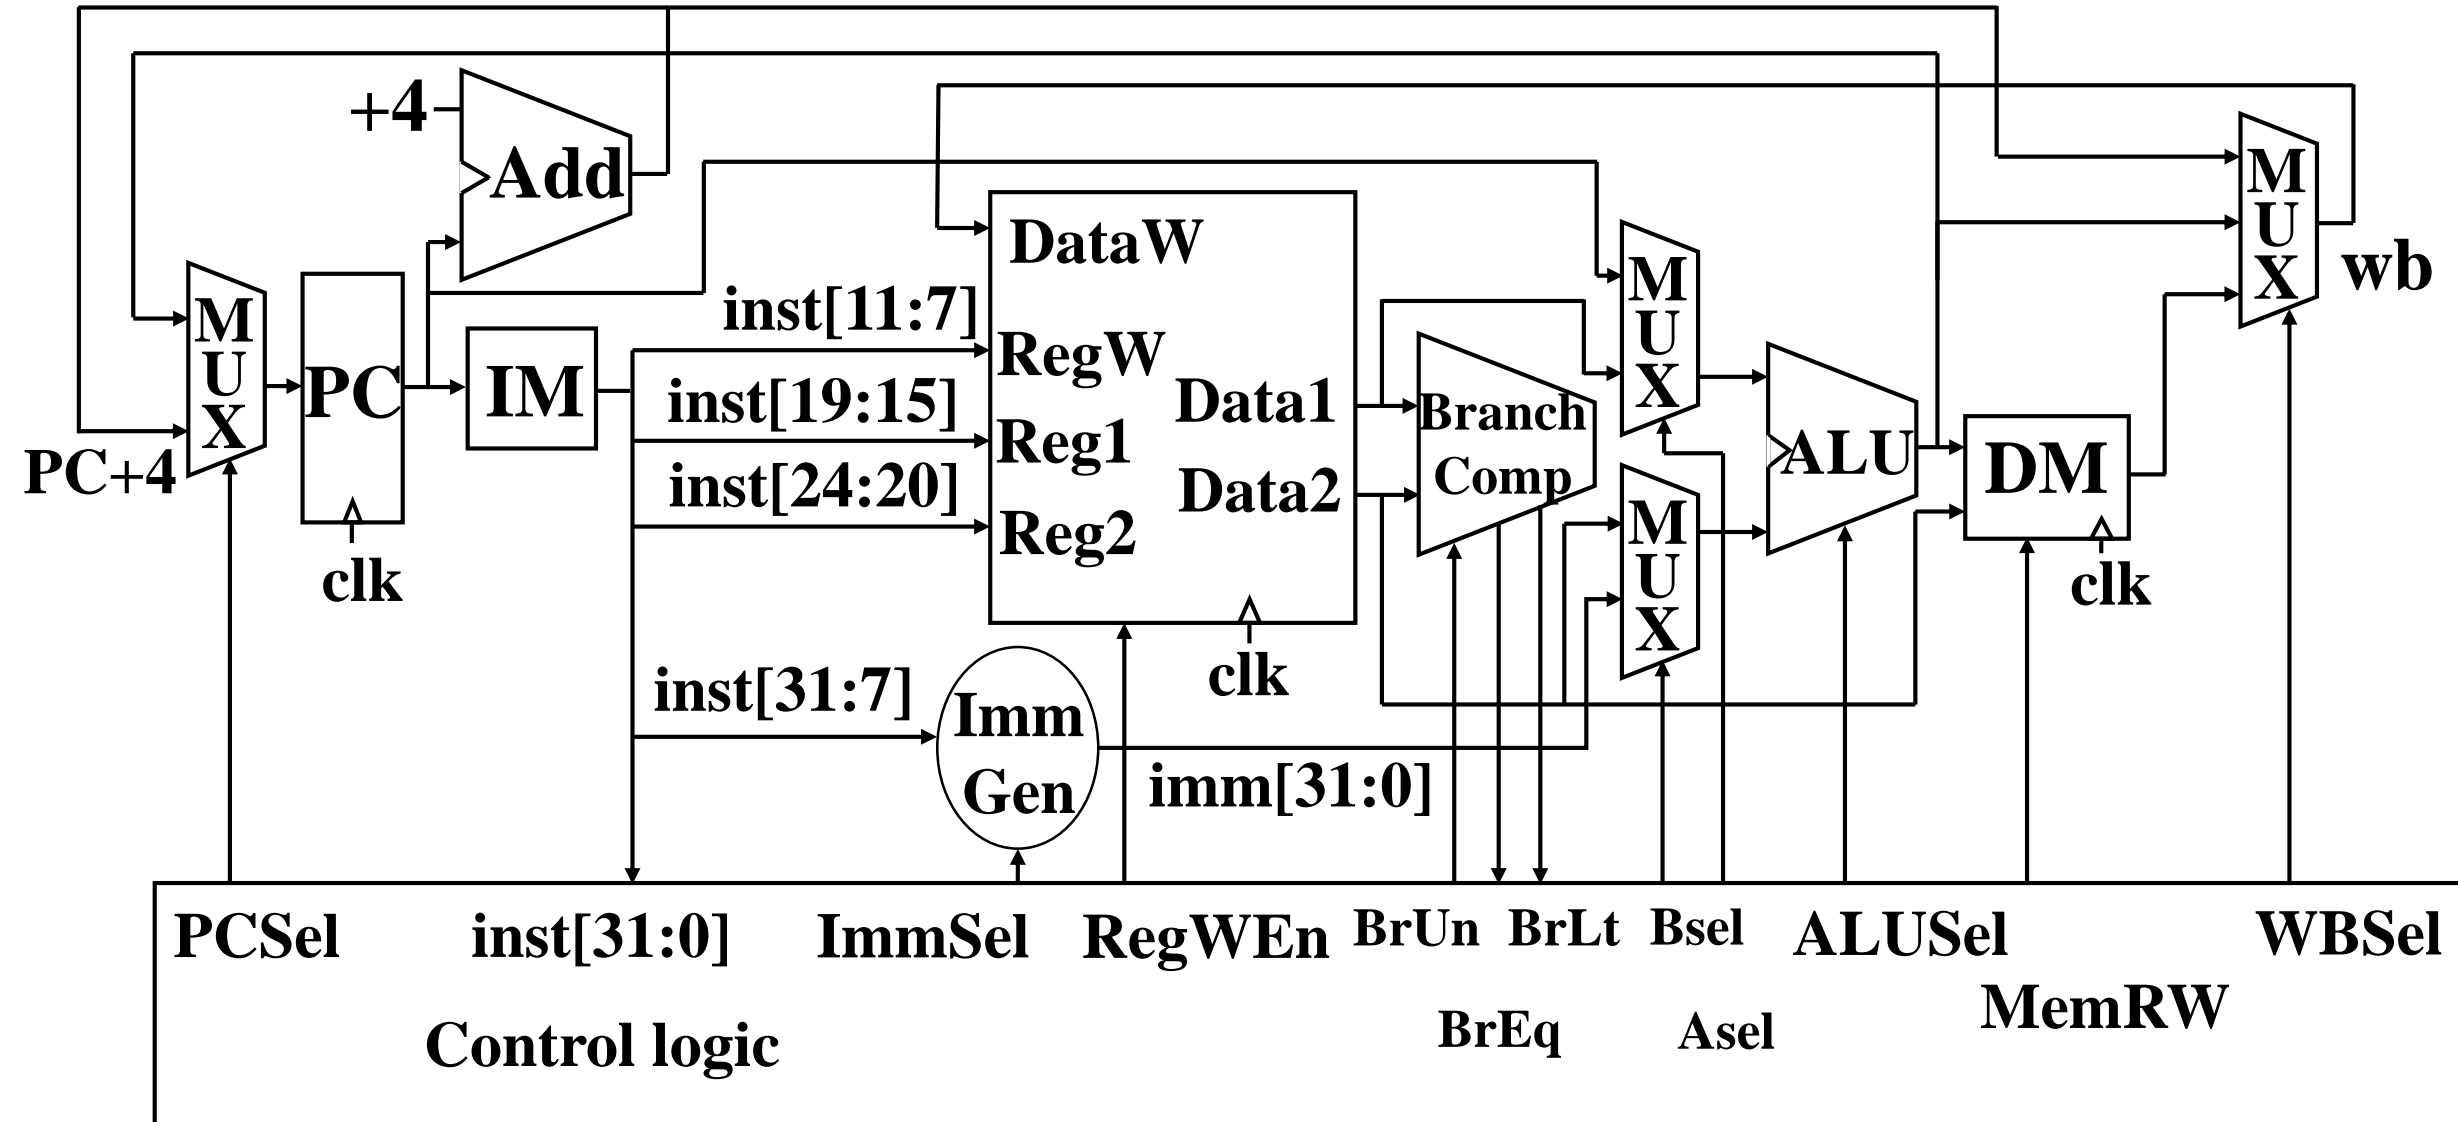 +4
Add
M
U
X
PC+4
PC
clk
IM
inst[11:7]
inst[19:15]
inst[24:20]
inst[31:7]
DataW
RegW
Reg1
Reg2
Data1
Data2
clk
Imm
Gen
imm[31:0]
Branch
Comp
M
U
X
M
U
X
ALU
DM
clk
M
U
X
wb
PCSel
inst[31:0]
ImmSel
RegWEn
BrUn
BrLt
Bsel
ALUSel
WBSel
BrEq
Asel
MemRW
Control logic